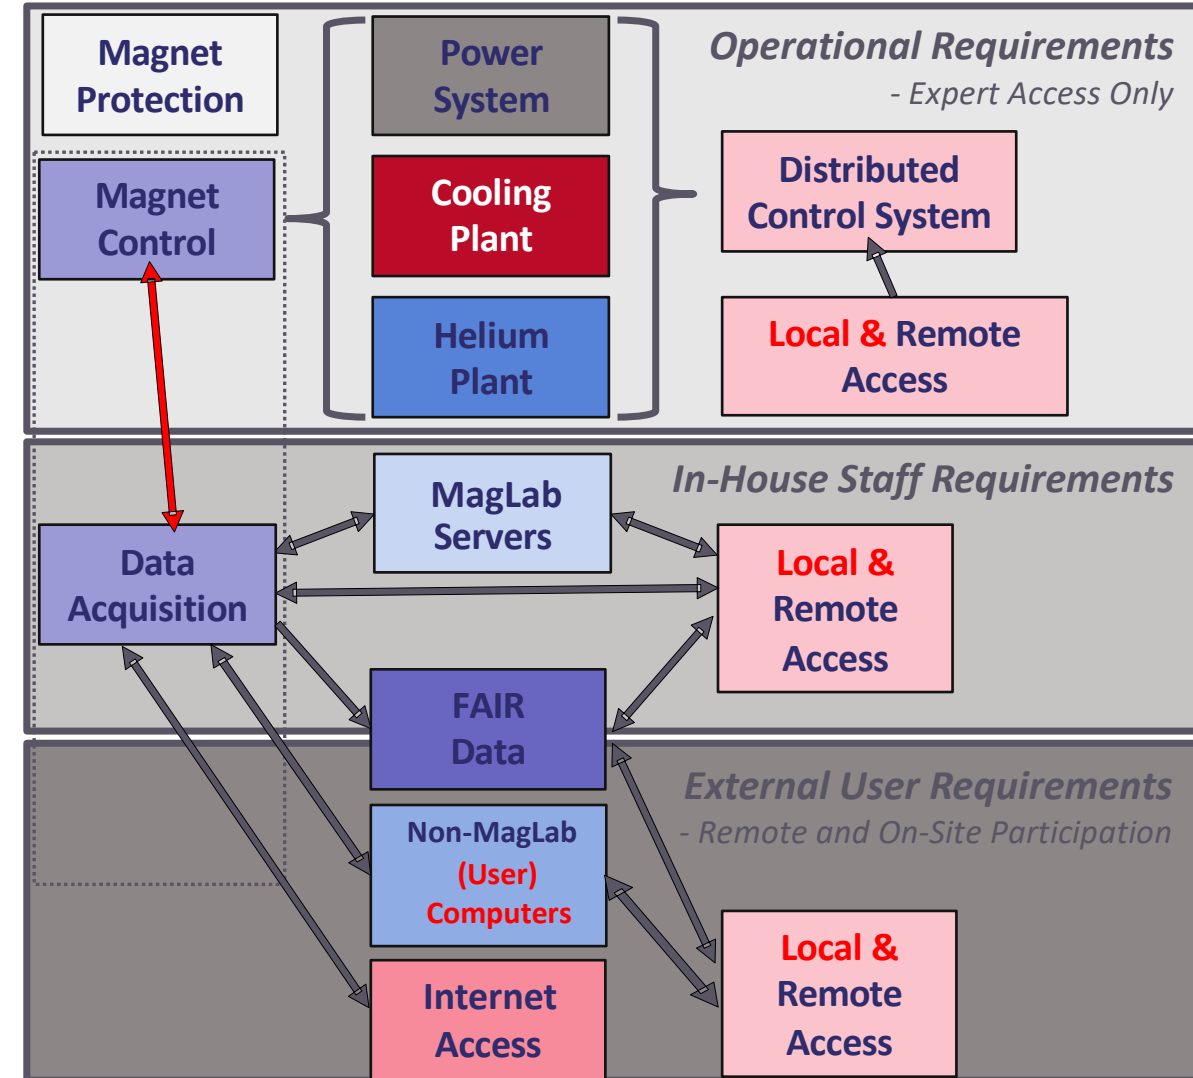 Magnet
Protection
Power
System
Operational Requirements
- Expert Access Only
Magnet
Control
Cooling
Plant
Distributed
Control System
Helium
Plant
Local & Remote
Access
In-House Staff Requirements
MagLab
Servers
Data
Acquisition
Local &
Remote
Access
FAIR
Data
External User Requirements
- Remote and On-Site Participation
Non-MagLab
(User)
Computers
Internet
Access
Local &
Remote
Access